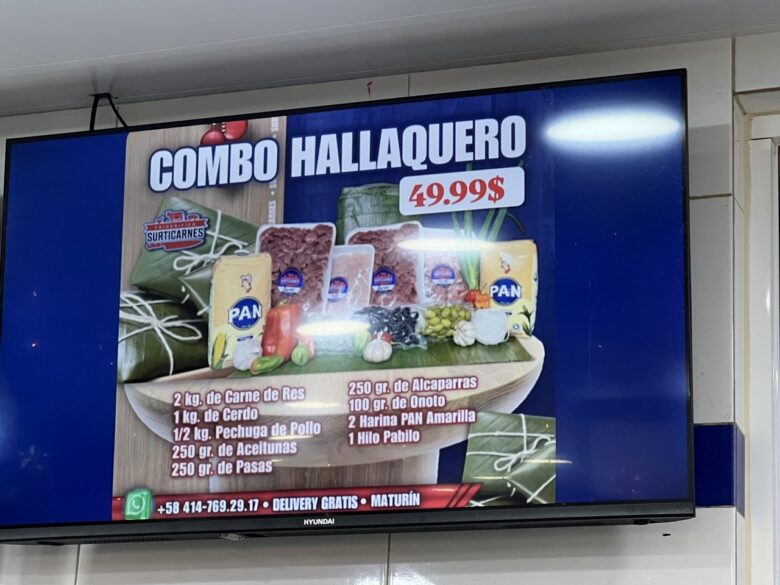 COMBO HALLAQUERO
49.99$
FRIGORIFICO
SURTICARNES
PAN
PAN
2 kg. de Carne de Res
1 kg. de Cerdo
1/2 kg. Pechuga de Pollo
250 gr. de Aceitunas
250 gr. de Pasas
250 gr. de Alcaparras
100 gr. de Onoto
2 Harina PAN Amarilla
1 Hilo Pabilo
+58 414-769.29.17 • DELIVERY GRATIS • MATURÍN
HYUNDAI